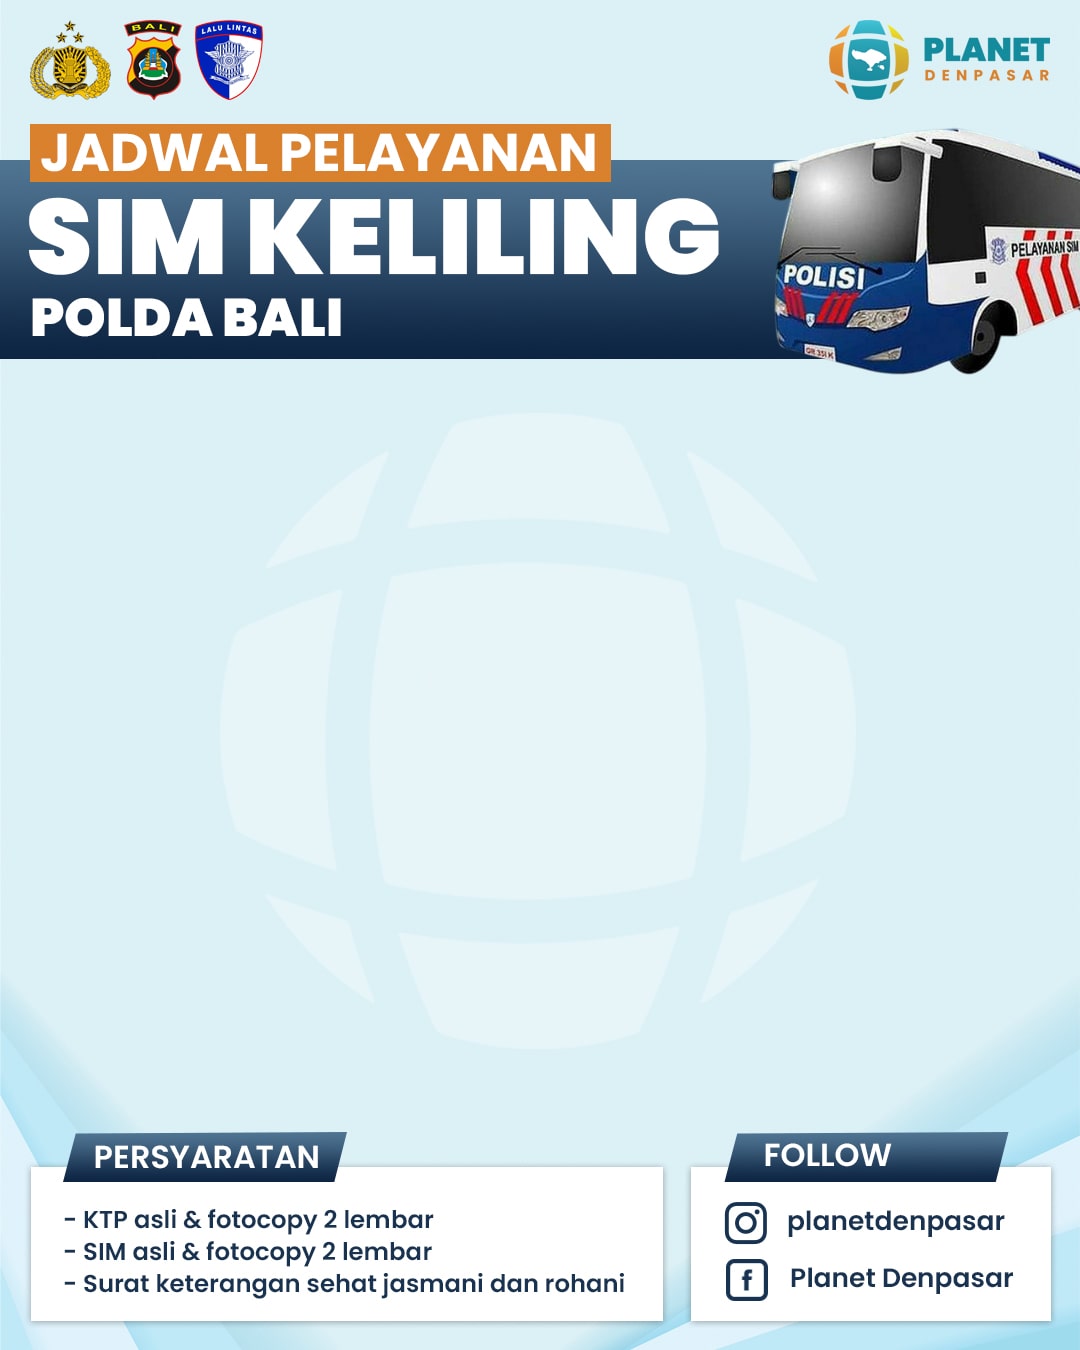 BALI
LALU LINTAS
PLANET
DENPASAR
JADWAL PELAYANAN
SIM KELILING
POLDA BALI
PELAYANAN SIM
POLISI
PERSYARATAN
- KTP asli & fotocopy 2 lembar
- SIM asli & fotocopy 2 lembar
- Surat keterangan sehat jasmani dan rohani
FOLLOW
planetdenpasar
Planet Denpasar